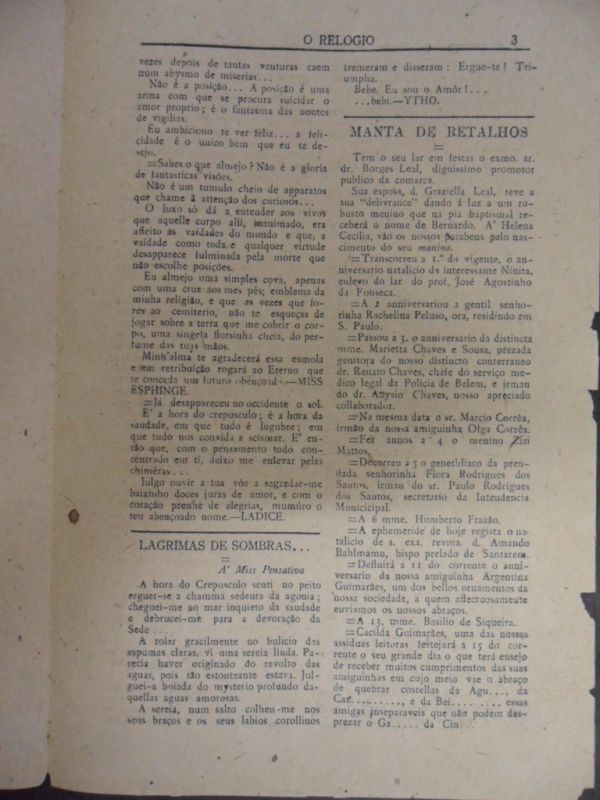 O RELOGIO
3
vezes depois de tantas venturas caem
num abysmo de miserias...
Não é a posição... A posição é uma
arma com que se procura suicidar o
amor proprio; é o fantasma das noutes
de vigilias.
Eu ambiciono te ver feliz... a feli-
cidade é o unico bem que eu te de-
sejo.
=Sabes o que almejo? Não é a gloria
de fantasticas visões.
Não é um tumulo cheio de apparatos
que chame á attenção dos curiosos...
O luxo só dá a entender aos vivos
que aquelle corpo alli, inanimado, era
affeito as vaidades do mundo e que, a
vaidade como toda e qualquer virtude
desapparece fulminada pela morte que
não escolhe posições.
Eu almejo uma simples cova, apenas
com uma cruz aos mes pés; emblema da
minha religião, e que as vezes que fo-
res ao cemiterio, não te esqueças de
jogar sobre a terra que me cobrir o cor-
po, uma singela florsinha cheia, do per-
fume das tuas mãos.
Minh'alma te agradecerá essa esmola
e em retribuição rogará ao Eterno que
te conceda um futuro abençoado.—MISS
ESPHINGE.
=Já desappareceu no occidente o sol.
E' a hora do crepusculo; é a hora da
saudade, em que tudo é lugubre; em
que tudo nos convida a scismar. E' en-
tão que, com o pensamento todo con-
centrado em ti, deixo me enlevar pelas
chiméras...
Julgo ouvir a tua vóz a segredar-me
baixinho doces juras de amor, e com o
coração prenhe de alegrias, mumúro o
teu abençoado nome.—LADICE.
LAGRIMAS DE SOMBRAS...
=
A' Miss Pensativa
A hora do Crepusculo senti no peito
erguer-se a chamma sedenta da agonia;
cheguei-me ao mar inquieto da saudade
e debrucei-me para a devoração da
Sede....
A rolar gracilmente no bulicio das
espumas claras, vi uma sereia linda. Pa-
recia haver originado do revolto das
aguas, pois tão estonteante estava. Jul-
guei-a boiada do mysterio profundo da-
quellas aguas amorosas.
A sereia, num salto colheu-me nos
seus braços e os seus labios corollinos
tremeram e disseram: Ergue-te! Tri-
umpha.
Bebe. Eu sou o Amôr!...
...bebi.—YTHO.
MANTA DE RETALHOS
=
Tem o seu lar em festas o exmo. sr.
dr. Borges Leal, dignissimo promotor
publico da comarca.
Sua esposa, d. Graziella Leal, teve a
sua "delivrance" dando á luz a um ro-
busto menino que na pia baptismal re-
ceberá o nome de Bernardo. A' Helena
Cecilia, vão os nossos parabens pelo nas-
cimento do seu manino.
=Transcorreu a 1.º do vigente, o an-
niversario natalicio da interessante Ninita,
enlevo do lar do prof. José Agostinho
da Fonseca.
=A 2 anniversariou a gentil senho-
rinha Rachelina Peluso, ora, residindo em
S. Paulo.
=Passou a 3, o anniversario da distincta
mme. Marietta Chaves e Sousa, prezada
genitora do nosso distincto conterraneo
dr. Renato Chaves, chefe do serviço me-
dico legal da Policia de Belem, e irman
do dr. Anysio Chaves, nosso apreciado
collaborador.
=Na mesma data o sr. Marcio Corrêa,
irmão da nossa amiguinha Olga Corrêa.
=Fez annos a 4 o menino Zizi
Mattos.
=Decorreu a 5 o genethliaco da pren-
dada senhorinha Flora Rodrigues dos
Santos, irman do sr. Paulo Rodrigues
dos Santos, secretario da Intendencia
Municicipal.
=A 6 mme. Humberto Frazão.
=A ephemeride de hoje regista o na-
talicio de s. exa. revma. d. Amando
Bahlmamn, bispo prelado de Santarem.
=Defluirá a 11 do corrente o anni-
versario da nossa amiguinha Argentina
Guimarães, um dos bellos ornamentos da
nossa sociedade, a quem affectuosamente
enviamos os nossos abraços.
=A 13, mme. Basilio de Siqueira.
=Cacilda Guimarães, uma das nossas
assiduas leitoras festejará a 15 do cor-
rente o seu grande dia o que terá ensejo
de receber muitos cumprimentos das suas
amiguinhas em cujo meio vae o abraço
de quebrar costellas da Agu..., da
Car........, e da Bei......... essas
amigas inseparaveis que não podem des-
prezar o Ga..... da Cin...